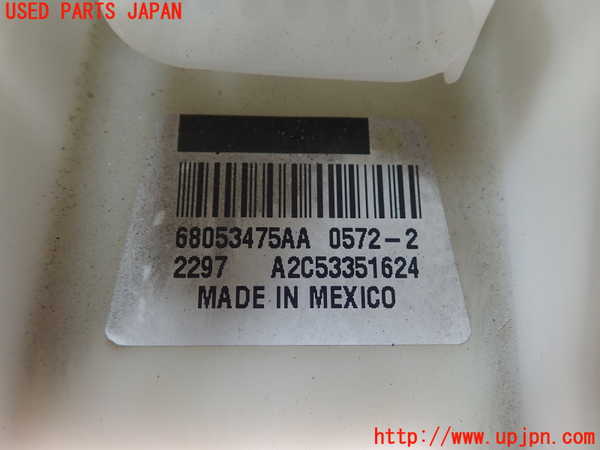 USED PARTS JAPAN
68053475AA 0572-2
2297 A2C53351624
MADE IN MEXICO
http://www.upjpn.com/